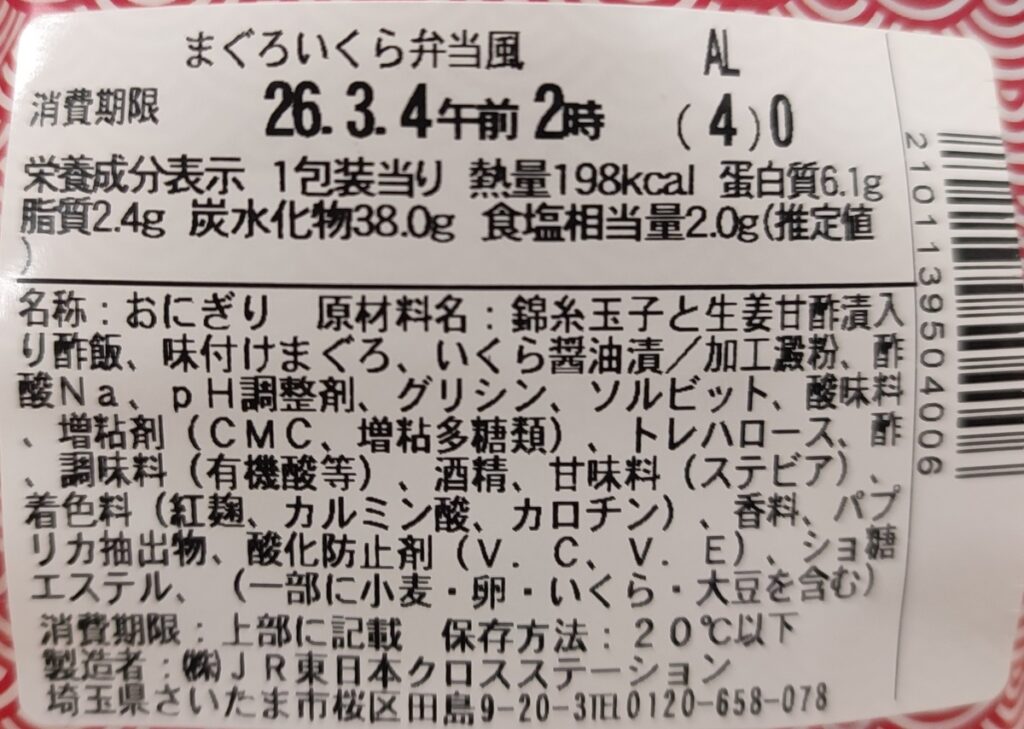 まぐろいくら弁当風 AL
消費期限 26.3.4午前2時 (4)0
栄養成分表示 1包装当り 熱量198kcal 蛋白質6.1g
脂質2.4g 炭水化物38.0g 食塩相当量2.0g(推定値
)
名称：おにぎり 原材料名：錦糸玉子と生姜甘酢漬入
り酢飯、味付けまぐろ、いくら醤油漬／加工澱粉、酢
酸Ｎａ、ｐＨ調整剤、グリシン、ソルビット、酸味料
、増粘剤（ＣＭＣ、増粘多糖類）、トレハロース、酢
、調味料（有機酸等）、酒精、甘味料（ステビア）、
着色料（紅麹、カルミン酸、カロチン）、香料、パプ
リカ抽出物、酸化防止剤（Ｖ．Ｃ、Ｖ．Ｅ）、ショ糖
エステル、（一部に小麦・卵・いくら・大豆を含む）
消費期限：上部に記載 保存方法：２０℃以下
製造者：㈱ＪＲ東日本クロスステーション
埼玉県さいたま市桜区田島9-20-3TEL0120-658-078
2101139504006